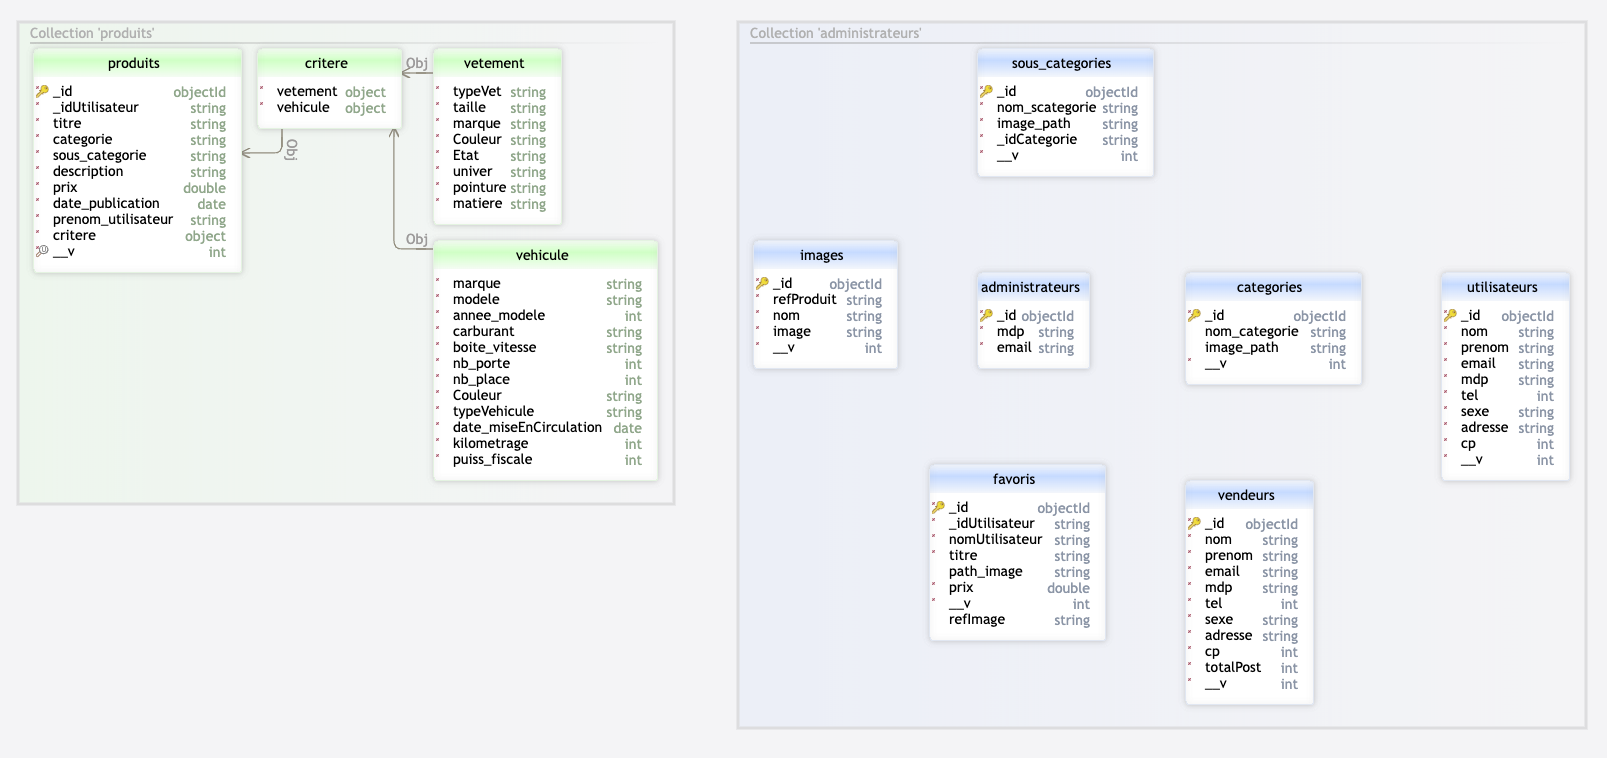 Collection 'produits'
produits
_id objectId
_idUtilisateur string
titre string
categorie string
sous_categorie string
description string
prix double
date_publication date
prenom_utilisateur string
critere object
__v int
critere
vetement object
vehicule object
Obj
Obj
vetement
typeVet string
taille string
marque string
Couleur string
Etat string
univer string
pointure string
matiere string
Obj
vehicule
marque string
modele string
annee_modele int
carburant string
boite_vitesse string
nb_porte int
nb_place int
Couleur string
typeVehicule string
date_miseEnCirculation date
kilometrage int
puiss_fiscale int
Collection 'administrateurs'
sous_categories
_id objectId
nom_scategorie string
image_path string
_idCategorie string
__v int
images
_id objectId
refProduit string
nom string
image string
__v int
administrateurs
_id objectId
mdp string
email string
categories
_id objectId
nom_categorie string
image_path string
__v int
utilisateurs
_id objectId
nom string
prenom string
email string
mdp string
tel int
sexe string
adresse string
cp int
__v int
favoris
_id objectId
_idUtilisateur string
nomUtilisateur string
titre string
path_image string
prix double
__v int
refImage string
vendeurs
_id objectId
nom string
prenom string
email string
mdp string
tel int
sexe string
adresse string
cp int
totalPost int
__v int